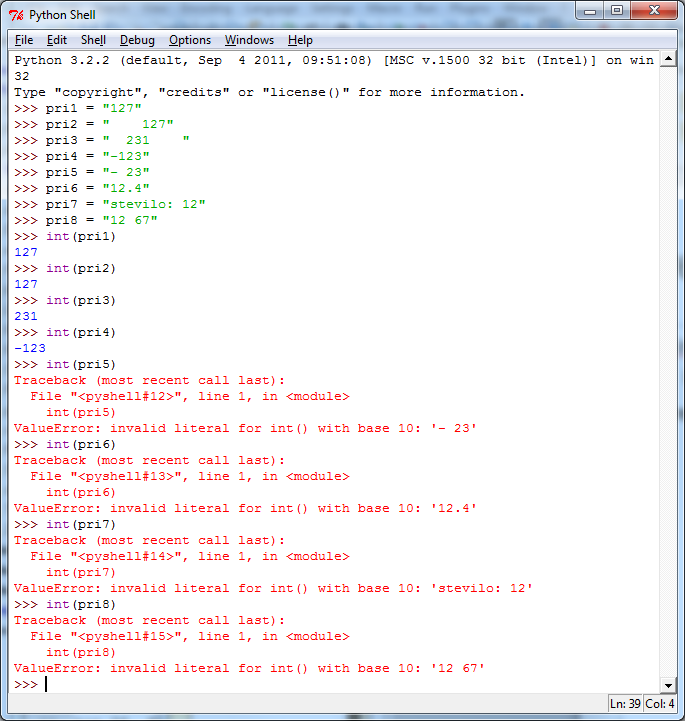 Python Shell
File Edit Shell Debug Options Windows Help
Python 3.2.2 (default, Sep  4 2011, 09:51:08) [MSC v.1500 32 bit (Intel)] on win
32
Type "copyright", "credits" or "license()" for more information.
>>> pri1 = "127"
>>> pri2 = "    127"
>>> pri3 = "  231    "
>>> pri4 = "-123"
>>> pri5 = "- 23"
>>> pri6 = "12.4"
>>> pri7 = "stevilo: 12"
>>> pri8 = "12 67"
>>> int(pri1)
127
>>> int(pri2)
127
>>> int(pri3)
231
>>> int(pri4)
-123
>>> int(pri5)
Traceback (most recent call last):
  File "<pyshell#12>", line 1, in <module>
    int(pri5)
ValueError: invalid literal for int() with base 10: '- 23'
>>> int(pri6)
Traceback (most recent call last):
  File "<pyshell#13>", line 1, in <module>
    int(pri6)
ValueError: invalid literal for int() with base 10: '12.4'
>>> int(pri7)
Traceback (most recent call last):
  File "<pyshell#14>", line 1, in <module>
    int(pri7)
ValueError: invalid literal for int() with base 10: 'stevilo: 12'
>>> int(pri8)
Traceback (most recent call last):
  File "<pyshell#15>", line 1, in <module>
    int(pri8)
ValueError: invalid literal for int() with base 10: '12 67'
>>>
Ln: 39 Col: 4